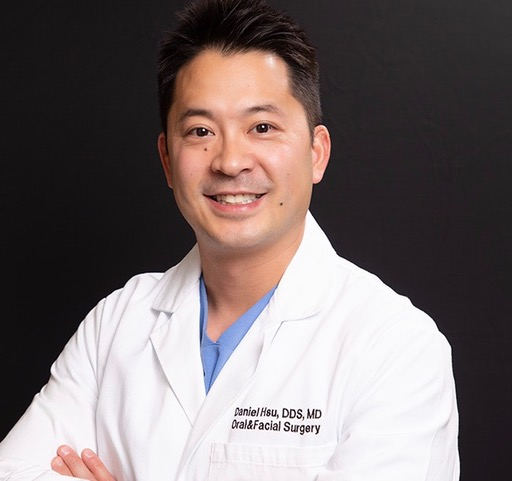 Daniel Hsu, DDS, MD
Oral&Facial Surgery